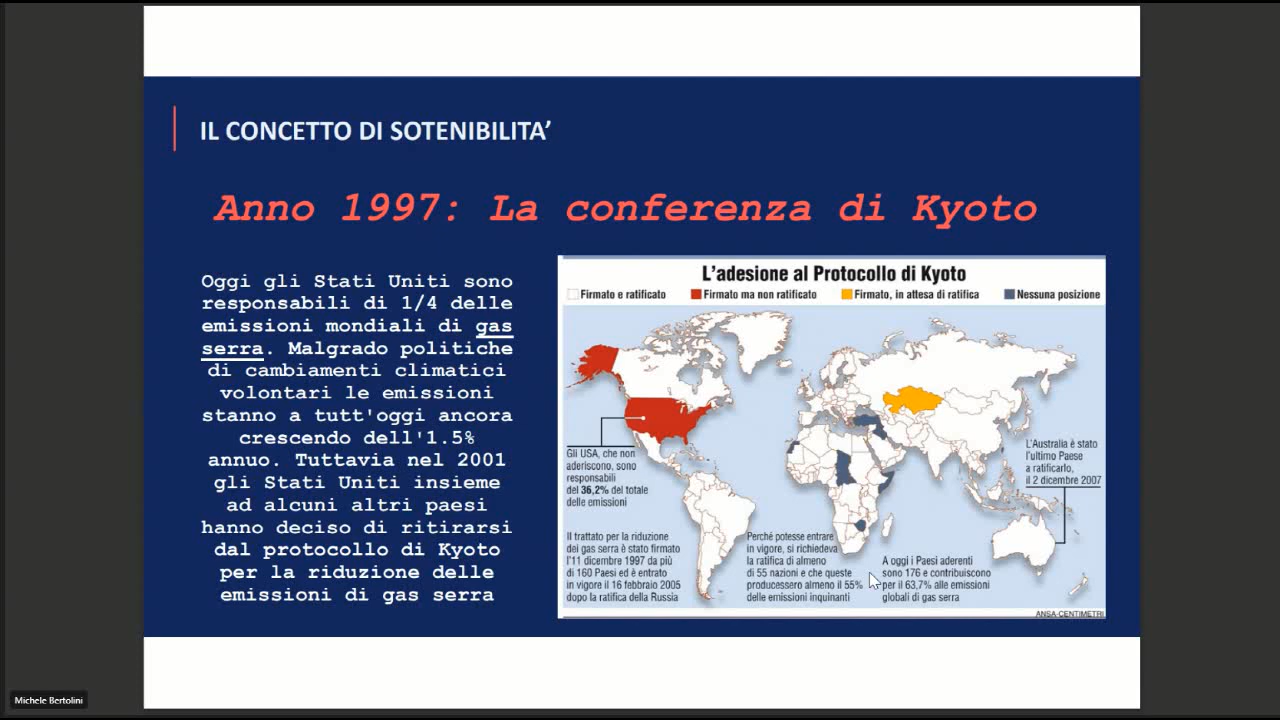 IL CONCETTO DI SOTENIBILITA’
Anno 1997: La conferenza di Kyoto
Oggi gli Stati Uniti sono
responsabili di 1/4 delle
emissioni mondiali di gas
serra. Malgrado politiche
di cambiamenti climatici
volontari le emissioni
stanno a tutt'oggi ancora
crescendo dell'1.5%
annuo. Tuttavia nel 2001
gli Stati Uniti insieme
ad alcuni altri paesi
hanno deciso di ritirarsi
dal protocollo di Kyoto
per la riduzione delle
emissioni di gas serra
L'adesione al Protocollo di Kyoto
Firmato e ratificato
Firmato ma non ratificato
Firmato, in attesa di ratifica
Nessuna posizione
Gli USA, che non
aderiscono, sono
responsabili
del 36,2% del totale
delle emissioni
L'Australia è stato
l'ultimo Paese
a ratificarlo,
il 2 dicembre 2007
Il trattato per la riduzione
dei gas serra è stato firmato
l'11 dicembre 1997 da più
di 160 Paesi ed è entrato
in vigore il 16 febbraio 2005
dopo la ratifica della Russia
Perché potesse entrare
in vigore, si richiedeva
la ratifica di almeno
di 55 nazioni e che queste
producessero almeno il 55%
delle emissioni inquinanti
A oggi i Paesi aderenti
sono 176 e contribuiscono
per il 63,7% alle emissioni
globali di gas serra
ANSA-CENTIMETRI
Michele Bertolini